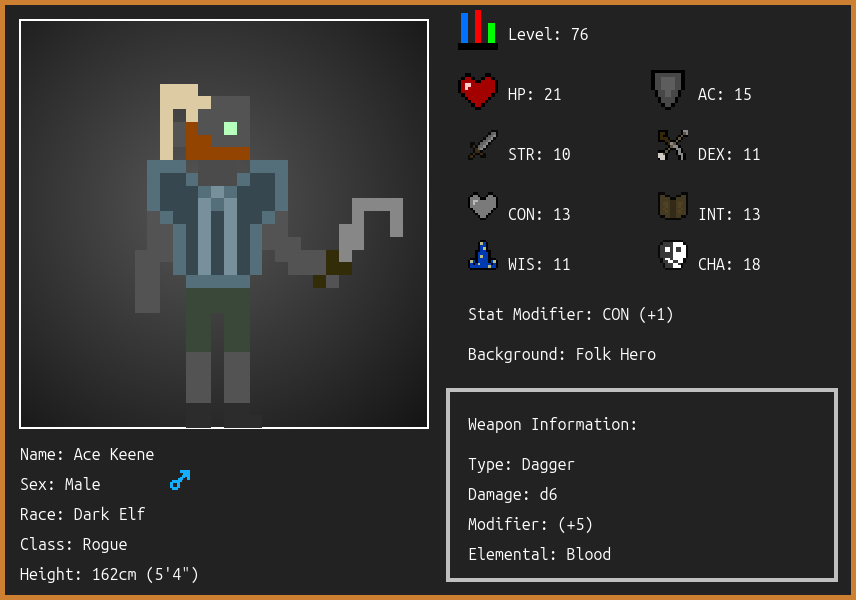 Level: 76
HP: 21
AC: 15
STR: 10
DEX: 11
CON: 13
INT: 13
WIS: 11
CHA: 18
Stat Modifier: CON (+1)
Background: Folk Hero
Weapon Information:
Type: Dagger
Damage: d6
Modifier: (+5)
Elemental: Blood
Name: Ace Keene
Sex: Male
Race: Dark Elf
Class: Rogue
Height: 162cm (5'4")